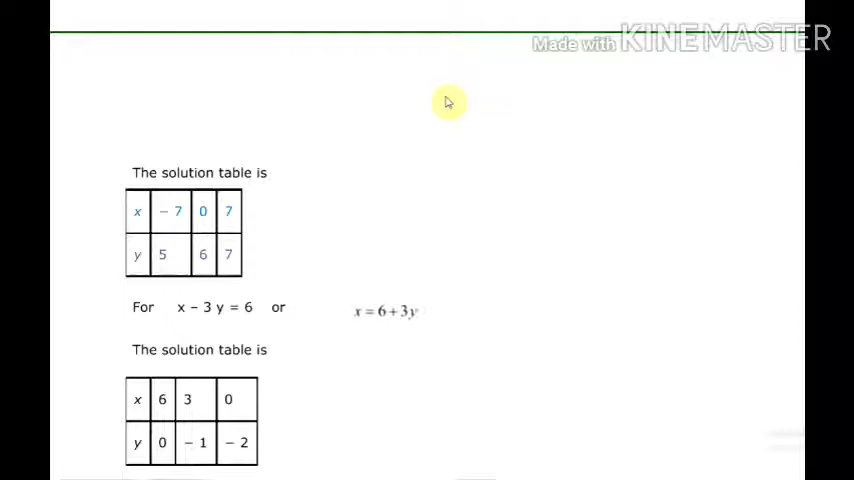 Made with KINEMASTER
The solution table is
x − 7 0 7
y 5 6 7
For x − 3 y = 6 or x = 6 + 3y
The solution table is
x 6 3 0
y 0 − 1 − 2